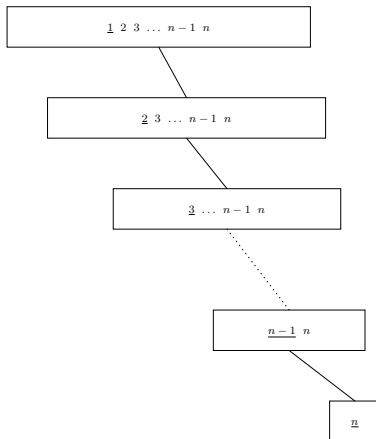 1 2 3 … n − 1 n
2 3 … n − 1 n
3 … n − 1 n
n − 1 n
n